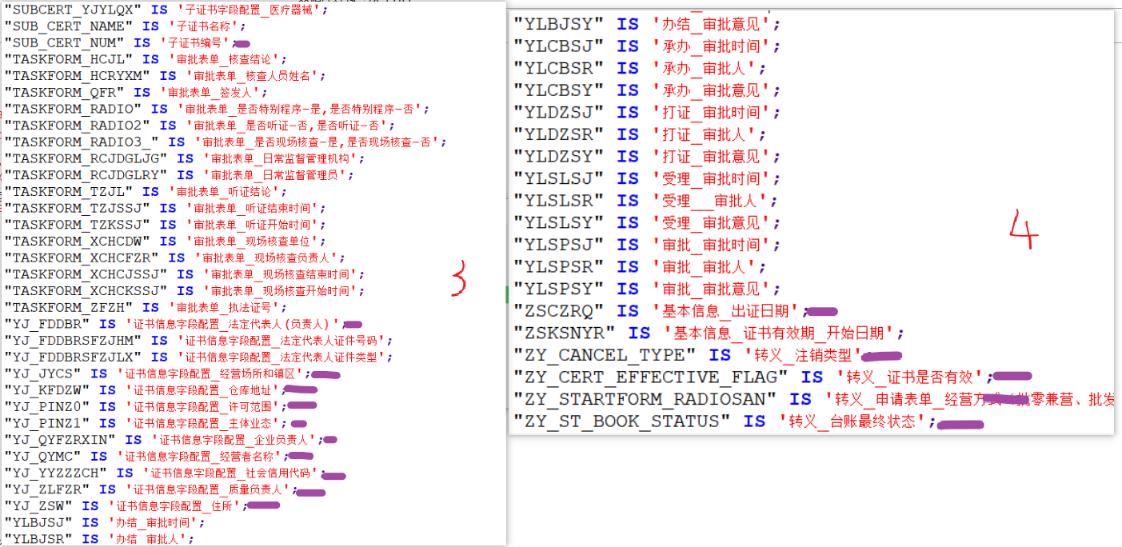 "SUBCERT_YJYLQX" IS '子证书字段配置_医疗器械';
"SUB_CERT_NAME" IS '子证书名称';
"SUB_CERT_NUM" IS '子证书编号';
"TASKFORM_HCJL" IS '审批表单_核查结论';
"TASKFORM_HCRYXM" IS '审批表单_核查人员姓名';
"TASKFORM_QFR" IS '审批表单_签发人';
"TASKFORM_RADIO" IS '审批表单_是否特别程序-是,是否特别程序-否';
"TASKFORM_RADIO2" IS '审批表单_是否听证-否,是否听证-否';
"TASKFORM_RADIO3_" IS '审批表单_是否现场核查-是,是否现场核查-否';
"TASKFORM_RCJDGLJG" IS '审批表单_日常监督管理机构';
"TASKFORM_RCJDGLRY" IS '审批表单_日常监督管理员';
"TASKFORM_TZJL" IS '审批表单_听证结论';
"TASKFORM_TZJSSJ" IS '审批表单_听证结束时间';
"TASKFORM_TZKSSJ" IS '审批表单_听证开始时间';
"TASKFORM_XCHCDW" IS '审批表单_现场核查单位';
"TASKFORM_XCHCFZR" IS '审批表单_现场核查负责人';
"TASKFORM_XCHCJSSJ" IS '审批表单_现场核查结束时间';
"TASKFORM_XCHCKSSJ" IS '审批表单_现场核查开始时间';
"TASKFORM_ZFZH" IS '审批表单_执法证号';
"YJ_FDDBR" IS '证书信息字段配置_法定代表人(负责人)';
"YJ_FDDBRSFZJHM" IS '证书信息字段配置_法定代表人证件号码';
"YJ_FDDBRSFZJLX" IS '证书信息字段配置_法定代表人证件类型';
"YJ_JYCS" IS '证书信息字段配置_经营场所和辖区';
"YJ_KFDZW" IS '证书信息字段配置_仓库地址';
"YJ_PINZ0" IS '证书信息字段配置_许可范围';
"YJ_PINZ1" IS '证书信息字段配置_主体业态';
"YJ_QYFZRXIN" IS '证书信息字段配置_企业负责人';
"YJ_QYMC" IS '证书信息字段配置_经营者名称';
"YJ_YYZZZCH" IS '证书信息字段配置_社会信用代码';
"YJ_ZLFZR" IS '证书信息字段配置_质量负责人';
"YJ_ZSW" IS '证书信息字段配置_住所';
"YLBJSJ" IS '办结_审批时间';
"YLBJSR" IS '办结_审批人';
3
"YLBJSY" IS '办结_审批意见';
"YLCBSJ" IS '承办_审批时间';
"YLCBSR" IS '承办_审批人';
"YLCBSY" IS '承办_审批意见';
"YLDZSJ" IS '打证_审批时间';
"YLDZSR" IS '打证_审批人';
"YLDZSY" IS '打证_审批意见';
"YLSLSJ" IS '受理_审批时间';
"YLSLSR" IS '受理__审批人';
"YLSLSY" IS '受理_审批意见';
"YLSPSJ" IS '审批_审批时间';
"YLSPSR" IS '审批_审批人';
"YLSPSY" IS '审批_审批意见';
"ZSCZRQ" IS '基本信息_出证日期';
"ZSKSNYR" IS '基本信息_证书有效期_开始日期';
"ZY_CANCEL_TYPE" IS '转义_注销类型';
"ZY_CERT_EFFECTIVE_FLAG" IS '转义_证书是否有效';
"ZY_STARTFORM_RADIOSAN" IS '转义_申请表单_经营方式（批零兼营、批发
"ZY_ST_BOOK_STATUS" IS '转义_台账最终状态';
4